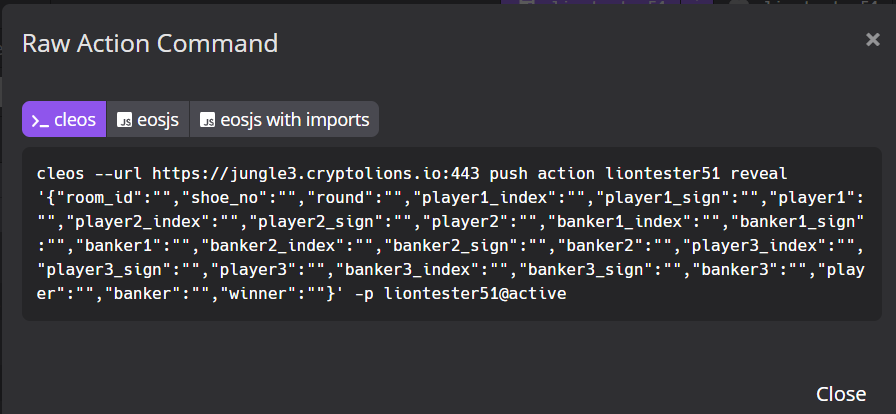 Raw Action Command
×
>_ cleos
JS eosjs
JS eosjs with imports
cleos --url https://jungle3.cryptolions.io:443 push action liontester51 reveal
'{"room_id":"","shoe_no":"","round":"","player1_index":"","player1_sign":"","player1":
"","player2_index":"","player2_sign":"","player2":"","banker1_index":"","banker1_sign"
:"","banker1":"","banker2_index":"","banker2_sign":"","banker2":"","player3_index":"",
"player3_sign":"","player3":"","banker3_index":"","banker3_sign":"","banker3":"","play
er":"","banker":"","winner":""}' -p liontester51@active
Close